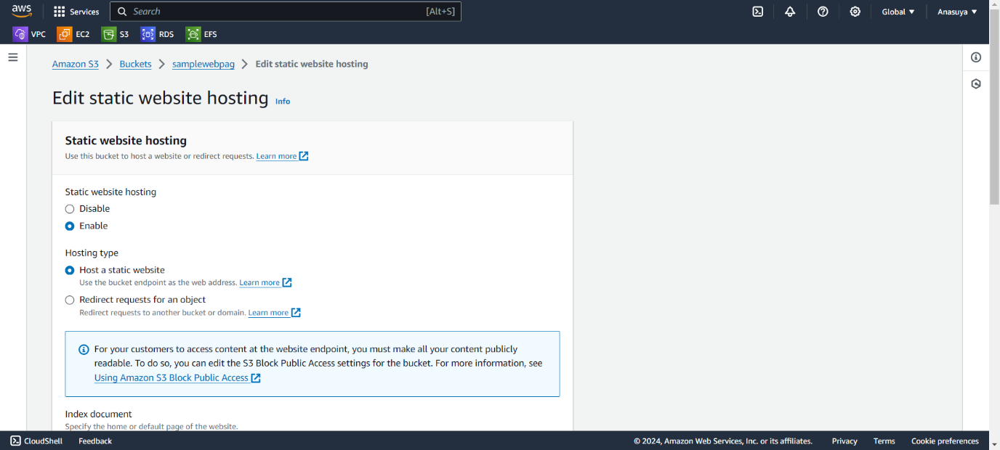 aws Services Search [Alt+S] Global Anasuya
VPC EC2 S3 RDS EFS
Amazon S3 Buckets samplewebpag Edit static website hosting
Edit static website hosting Info
Static website hosting
Use this bucket to host a website or redirect requests. Learn more
Static website hosting
Disable
Enable
Hosting type
Host a static website
Use the bucket endpoint as the web address. Learn more
Redirect requests for an object
Redirect requests to another bucket or domain. Learn more
For your customers to access content at the website endpoint, you must make all your content publicly
readable. To do so, you can edit the S3 Block Public Access settings for the bucket. For more information, see
Using Amazon S3 Block Public Access
Index document
Specify the home or default page of the website.
CloudShell Feedback © 2024, Amazon Web Services, Inc. or its affiliates. Privacy Terms Cookie preferences